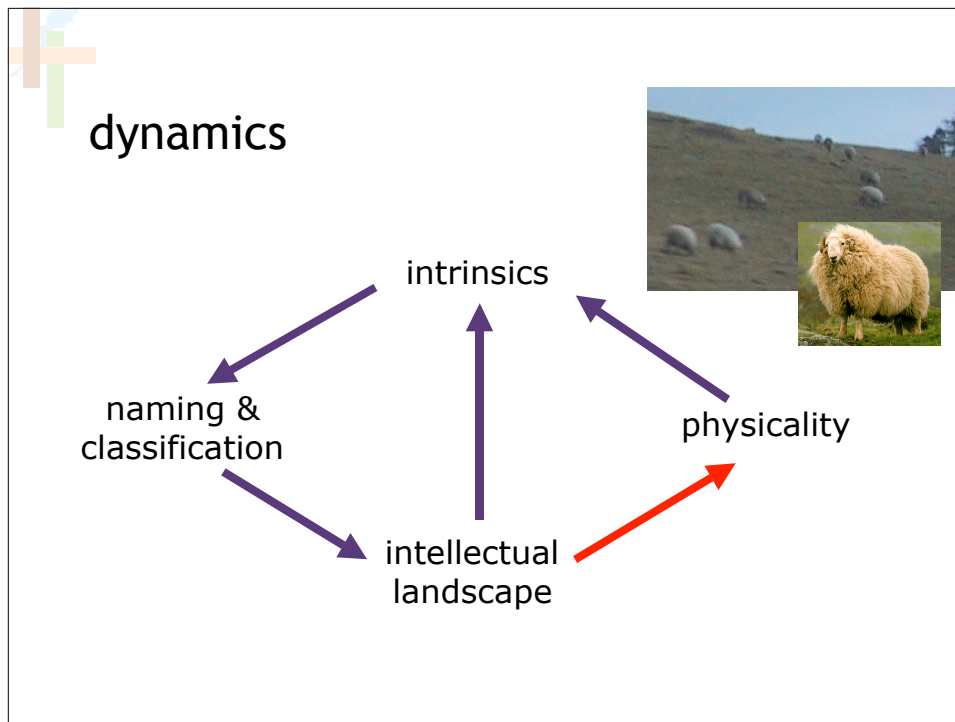 dynamics
intrinsics
naming &
classification
physicality
intellectual
landscape